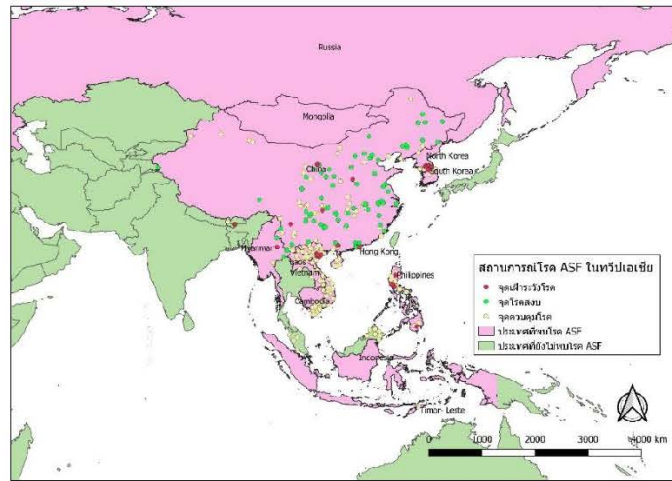 Russia
Mongolia
China
North Korea
South Korea
Myanmar
Hong Kong
Laos
Vietnam
Philippines
Cambodia
Indonesia
Timor- Leste
สถานการณ์โรค ASF ในทวีปเอเชีย
จุดเฝ้าระวังโรค
จุดโรคสงบ
จุดควบคุมโรค
ประเทศที่พบโรค ASF
ประเทศที่ยังไม่พบโรค ASF
0 1000 2000 3000 4000 km